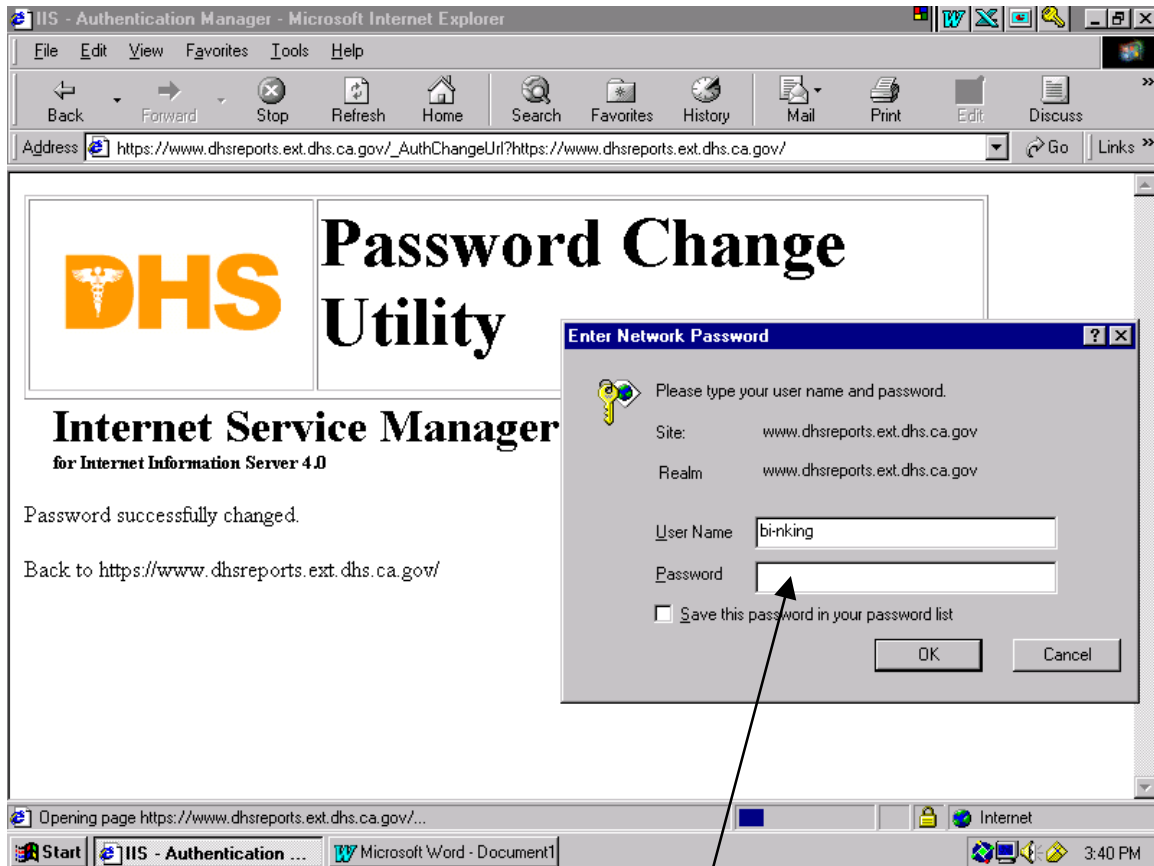 IIS - Authentication Manager - Microsoft Internet Explorer
File Edit View Favorites Tools Help
Back Forward Stop Refresh Home Search Favorites History Mail Print Edit Discuss »
Address https://www.dhsreports.ext.dhs.ca.gov/_AuthChangeUrl?https://www.dhsreports.ext.dhs.ca.gov/ Go Links »
DHS
Password Change
Utility
Internet Service Manager
for Internet Information Server 4.0
Password successfully changed.
Back to https://www.dhsreports.ext.dhs.ca.gov/
Enter Network Password
Please type your user name and password.
Site: www.dhsreports.ext.dhs.ca.gov
Realm www.dhsreports.ext.dhs.ca.gov
User Name bi-nking
Password
Save this password in your password list
OK Cancel
Opening page https://www.dhsreports.ext.dhs.ca.gov/... Internet
Start IIS - Authentication ... Microsoft Word - Document1 3:40 PM